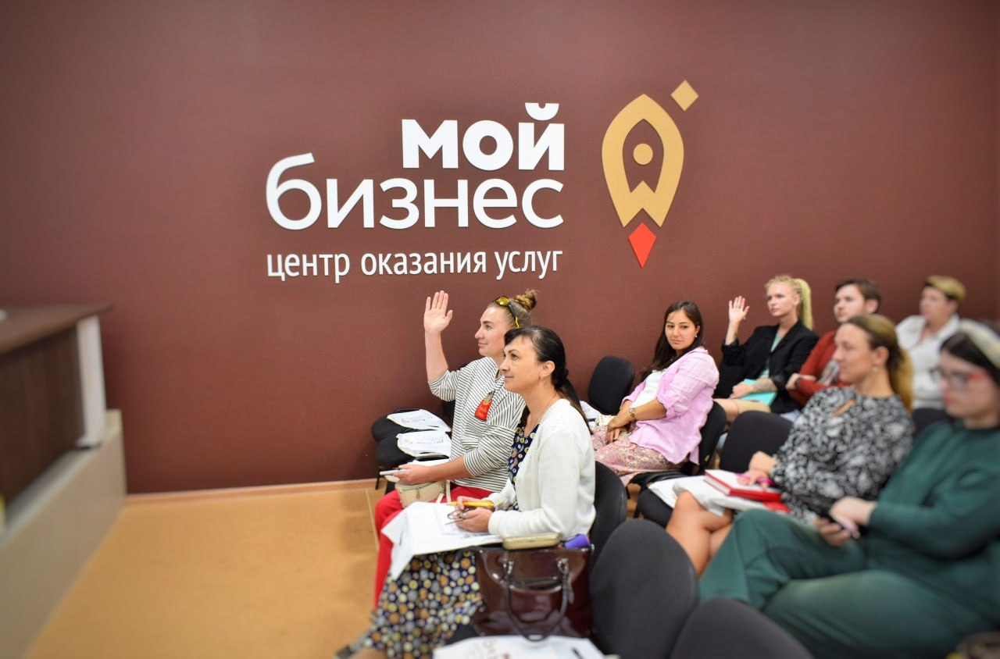 мой
бизнес
центр оказания услуг